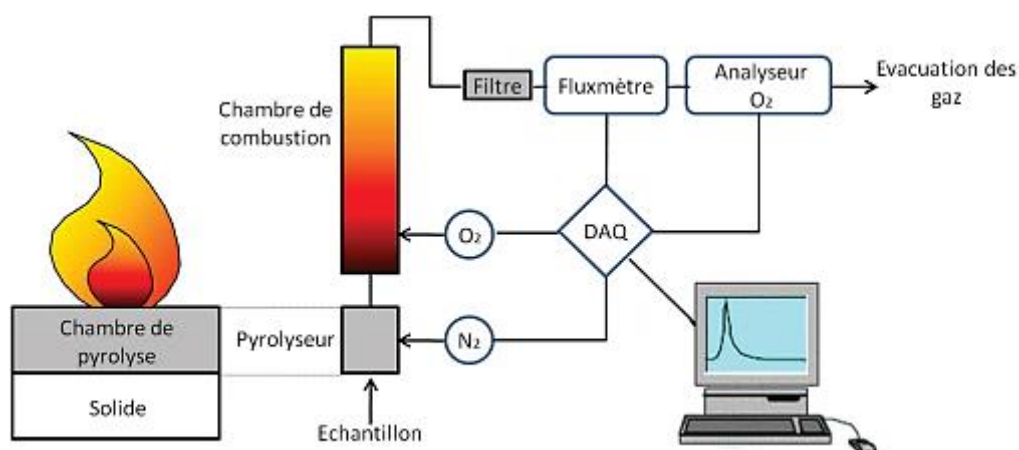 Chambre de
combustion
Filtre
Fluxmètre
Analyseur
O₂
Evacuation des
gaz
O₂
DAQ
Chambre de
pyrolyse
Pyrolyseur
N₂
Solide
Echantillon